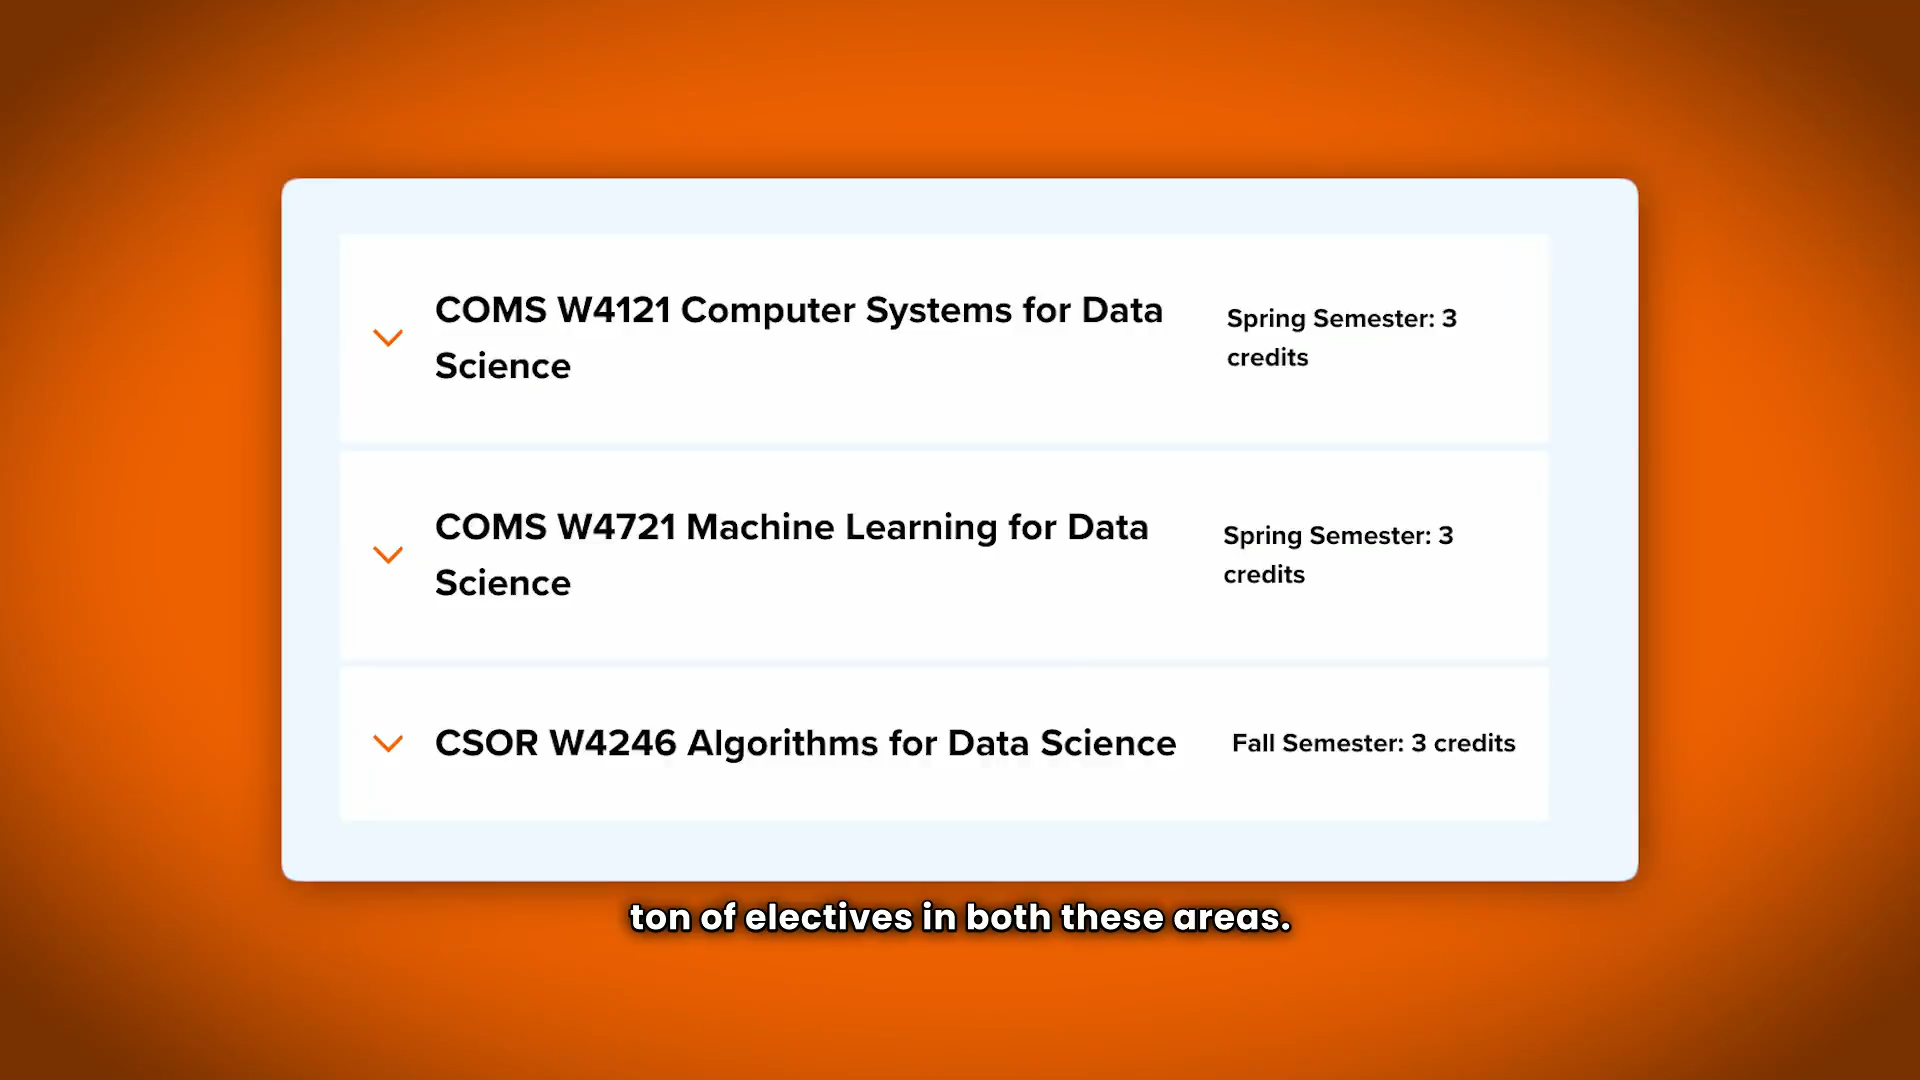 COMS W4121 Computer Systems for Data
Science
Spring Semester: 3
credits
COMS W4721 Machine Learning for Data
Science
Spring Semester: 3
credits
CSOR W4246 Algorithms for Data Science
Fall Semester: 3 credits
ton of electives in both these areas.